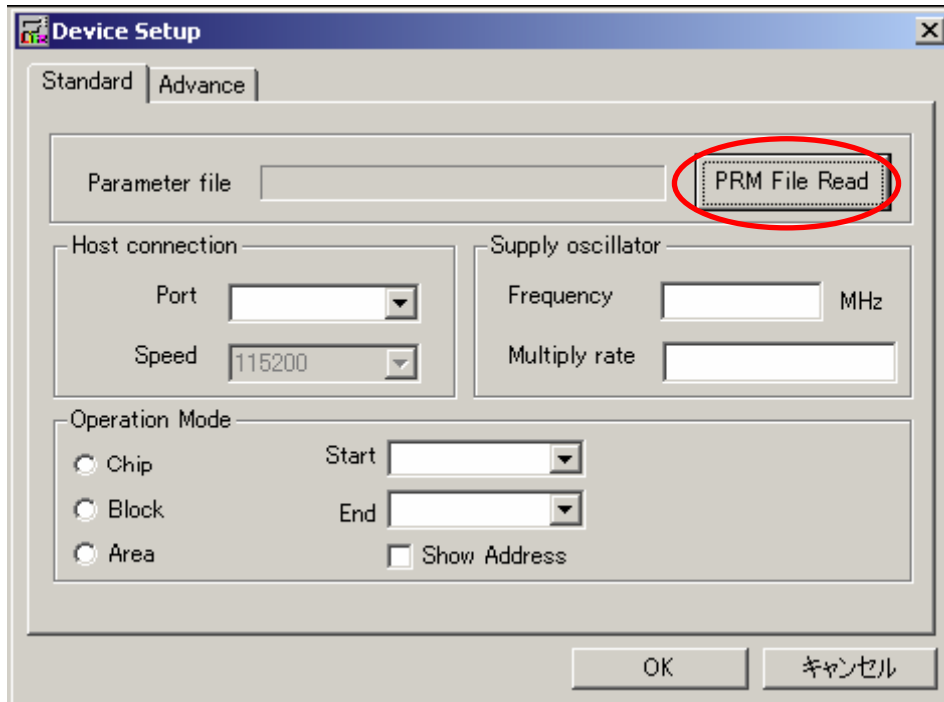 Device Setup
Standard Advance
Parameter file PRM File Read
Host connection
Port
Speed 115200
Supply oscillator
Frequency MHz
Multiply rate
Operation Mode
Chip
Block
Area
Start
End
Show Address
OK キャンセル